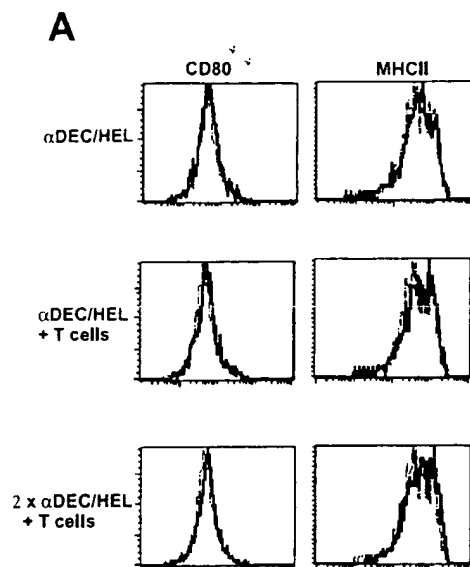 A
CD80
MHCII
αDEC/HEL
αDEC/HEL
+ T cells
2 x αDEC/HEL
+ T cells